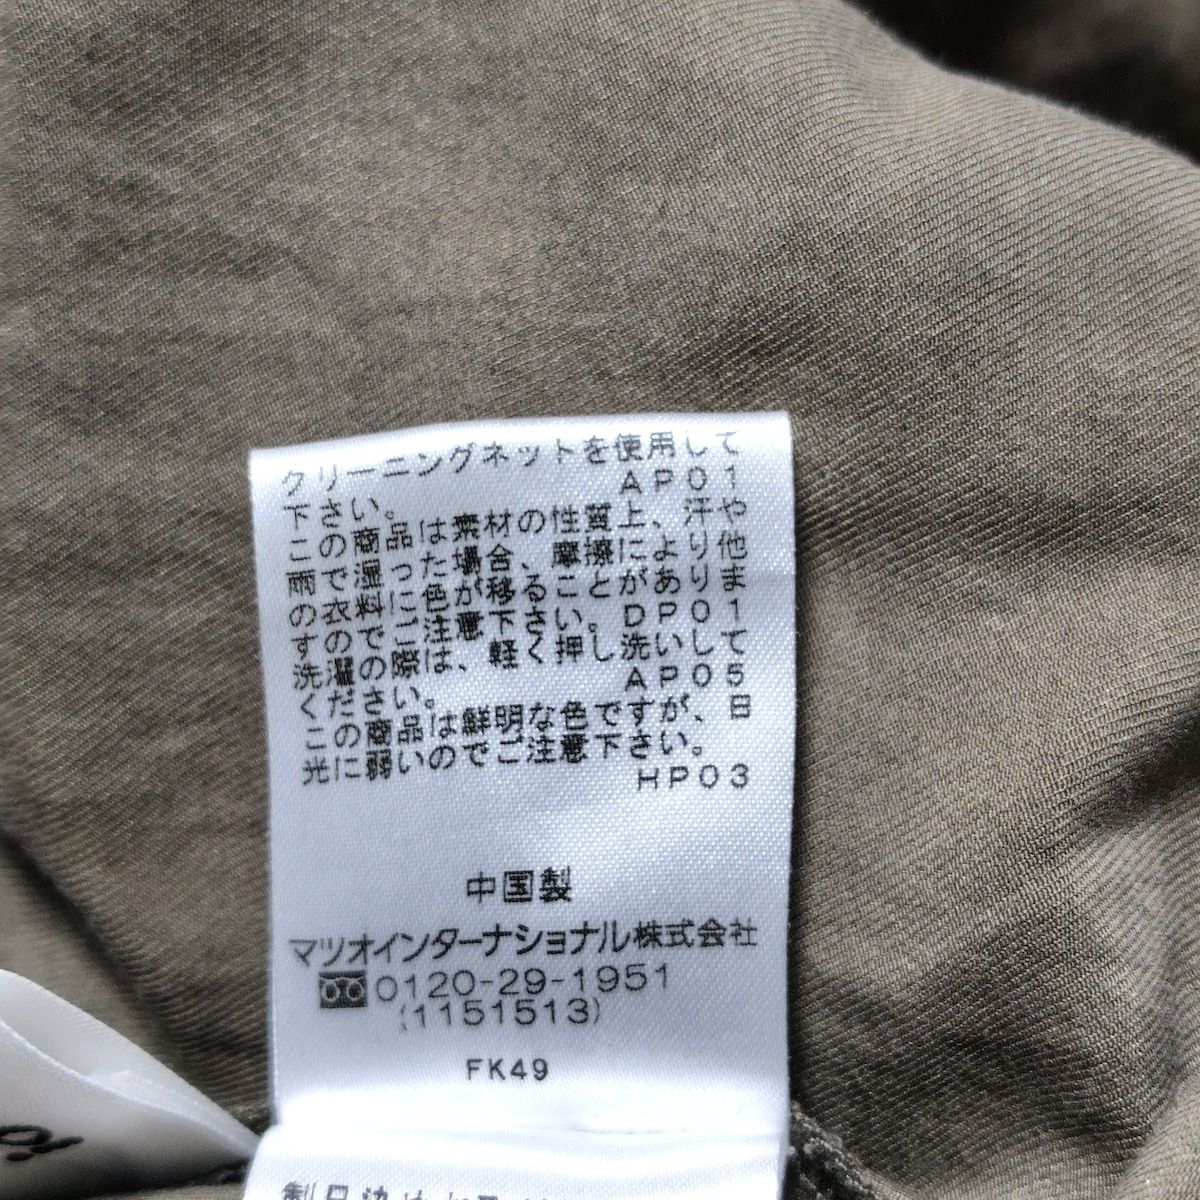 クリーニングネットを使用して
下さい。 AP01
この商品は素材の性質上、汗や
雨で湿った場合、摩擦により他
の衣料に色が移ることがありま
すのでご注意下さい。DP01
洗濯の際は、軽く押し洗いして
ください。 AP05
この商品は鮮明な色ですが、日
光に弱いのでご注意下さい。
HP03
中国製
マツオインターナショナル株式会社
0120-29-1951
(1151513)
FK49